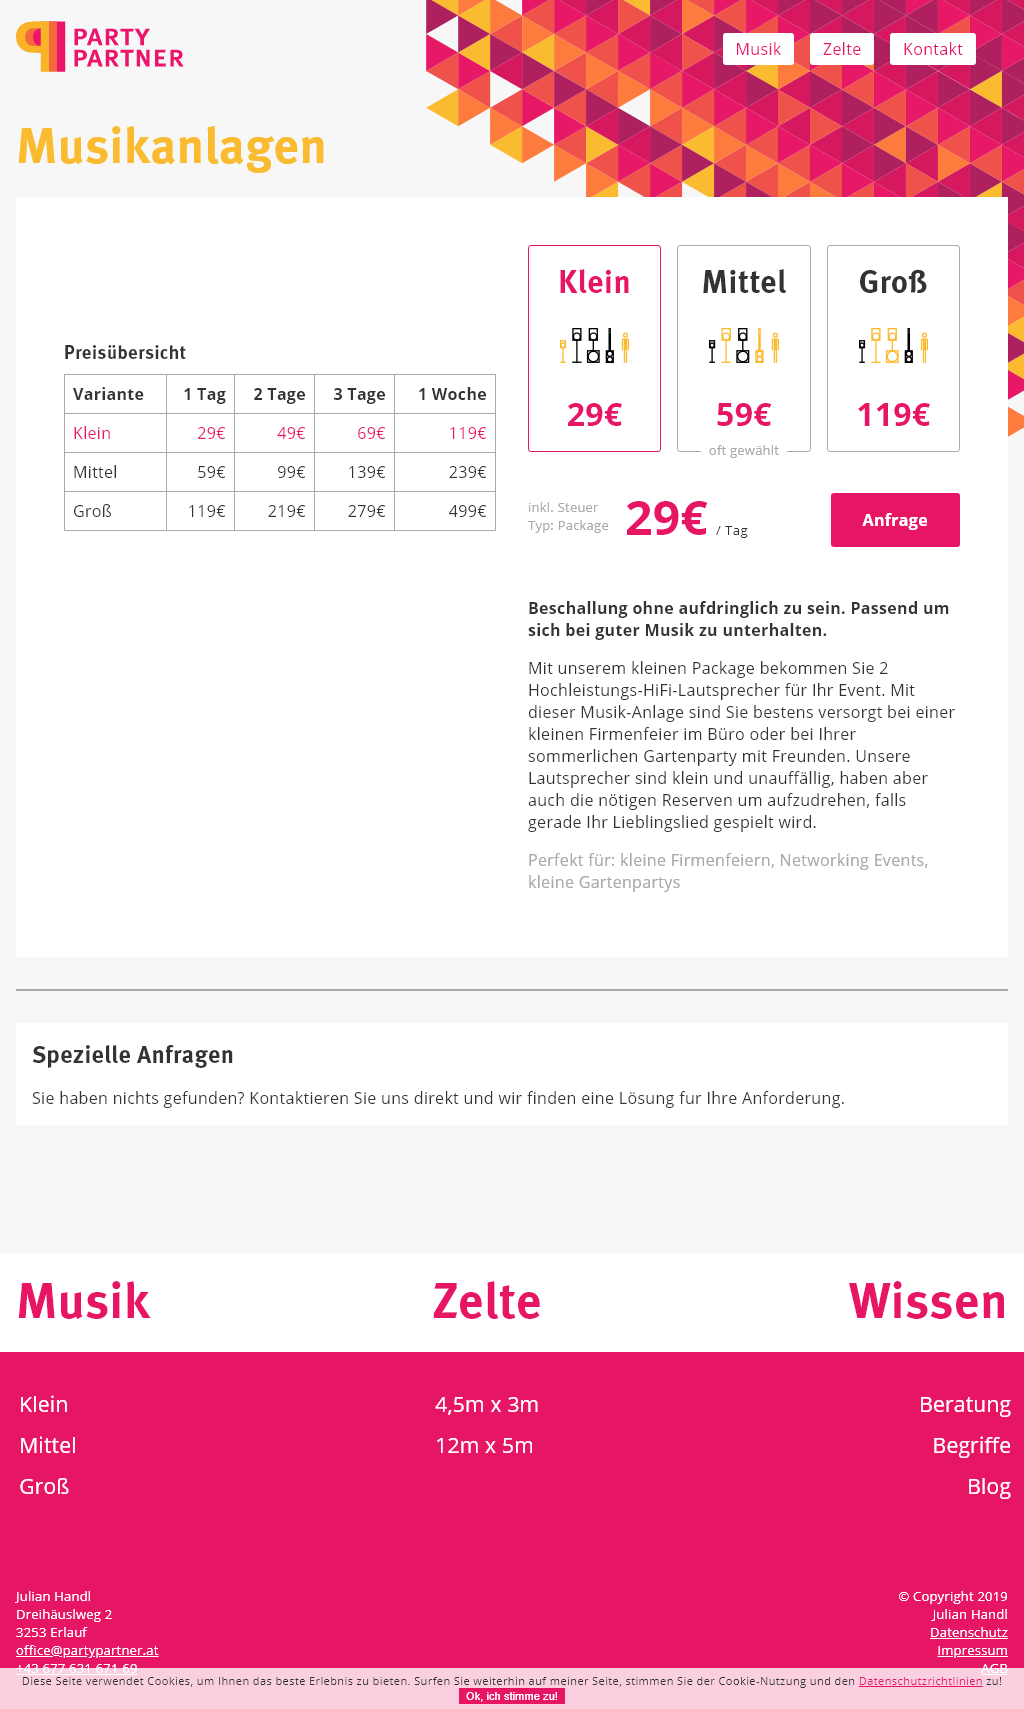 PARTY
PARTNER
Musik
Zelte
Kontakt
Musikanlagen
Preisübersicht
Variante 1 Tag 2 Tage 3 Tage 1 Woche
Klein 29€ 49€ 69€ 119€
Mittel 59€ 99€ 139€ 239€
Groß 119€ 219€ 279€ 499€
Klein
29€
Mittel
59€
oft gewählt
Groß
119€
inkl. Steuer
Typ: Package
29€ / Tag
Anfrage
Beschallung ohne aufdringlich zu sein. Passend um
sich bei guter Musik zu unterhalten.
Mit unserem kleinen Package bekommen Sie 2
Hochleistungs-HiFi-Lautsprecher für Ihr Event. Mit
dieser Musik-Anlage sind Sie bestens versorgt bei einer
kleinen Firmenfeier im Büro oder bei Ihrer
sommerlichen Gartenparty mit Freunden. Unsere
Lautsprecher sind klein und unauffällig, haben aber
auch die nötigen Reserven um aufzudrehen, falls
gerade Ihr Lieblingslied gespielt wird.
Perfekt für: kleine Firmenfeiern, Networking Events,
kleine Gartenpartys
Spezielle Anfragen
Sie haben nichts gefunden? Kontaktieren Sie uns direkt und wir finden eine Lösung fur Ihre Anforderung.
Musik
Klein
Mittel
Groß
Zelte
4,5m x 3m
12m x 5m
Wissen
Beratung
Begriffe
Blog
Julian Handl
Dreihäuslweg 2
3253 Erlauf
office@partypartner.at
+43 677 631 671 69
© Copyright 2019
Julian Handl
Datenschutz
Impressum
AGB
Diese Seite verwendet Cookies, um Ihnen das beste Erlebnis zu bieten. Surfen Sie weiterhin auf meiner Seite, stimmen Sie der Cookie-Nutzung und den Datenschutzrichtlinien zu!
Ok, ich stimme zu!